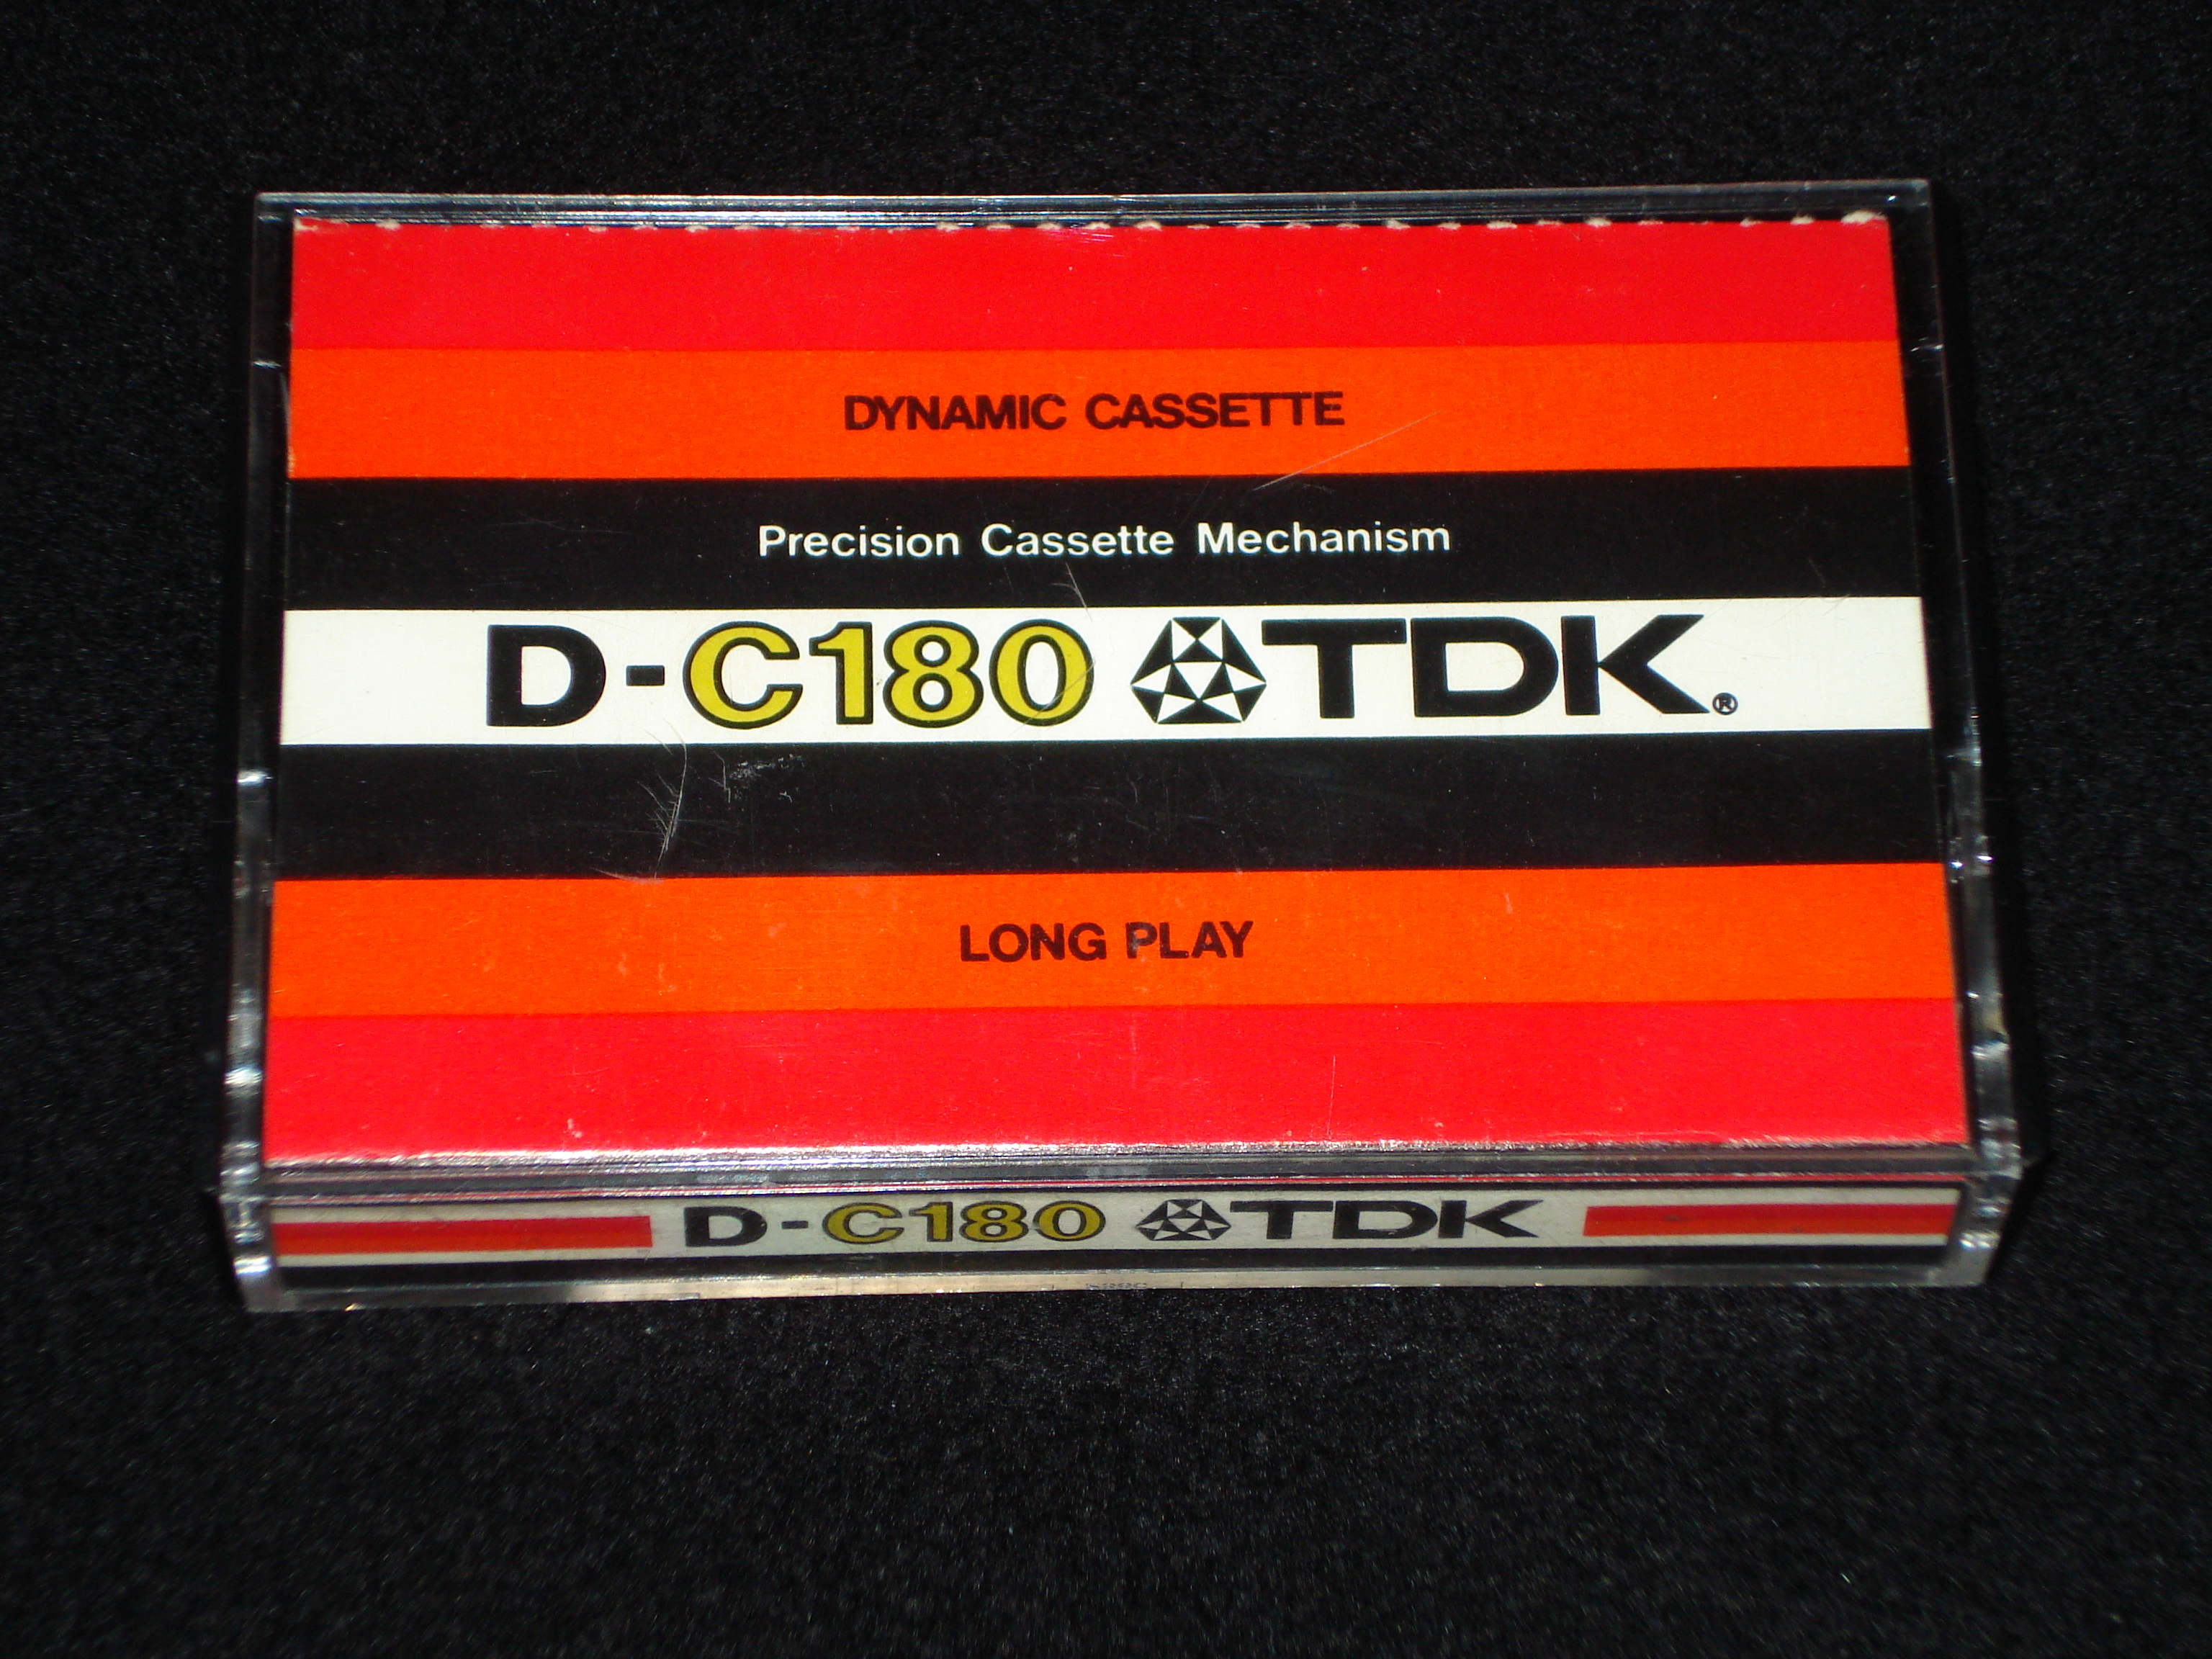 DYNAMIC CASSETTE
Precision Cassette Mechanism
D-C180 TDK®
LONG PLAY
D-C180 TDK